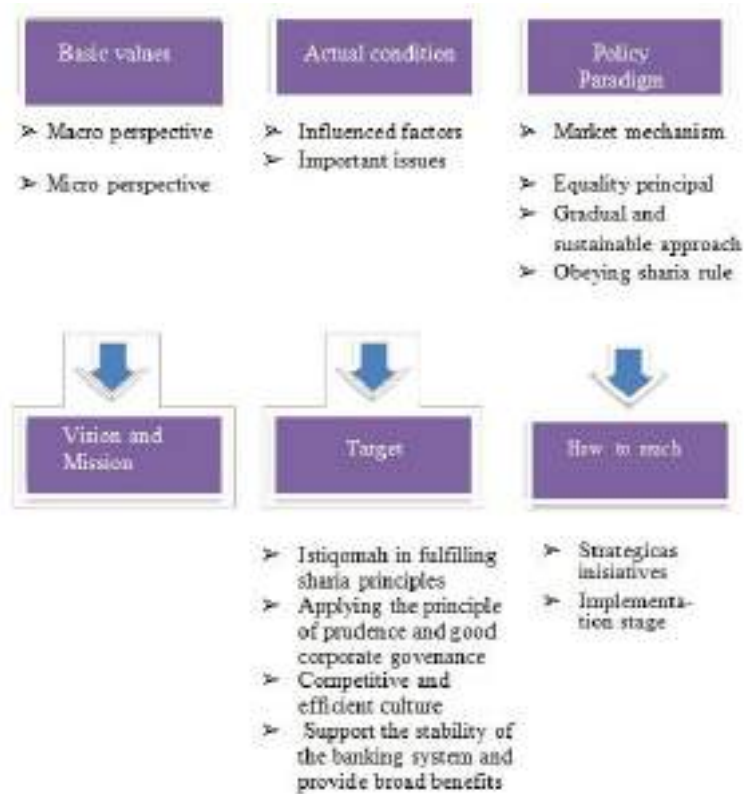 Basic values
➢ Macro perspective
➢ Micro perspective
Actual condition
➢ Influenced factors
➢ Important issues
Policy
Paradigm
➢ Market mechanism
➢ Equality principal
➢ Gradual and
sustainable approach
➢ Obeying sharia rule
Vision and
Mission
Target
➢ Istiqomah in fulfilling
sharia principles
➢ Applying the principle
of prudence and good
corporate govenance
➢ Competitive and
efficient culture
➢ Support the stability of
the banking system and
provide broad benefits
How to reach
➢ Strategicas
inisiatives
➢ Implementa-
tion stage